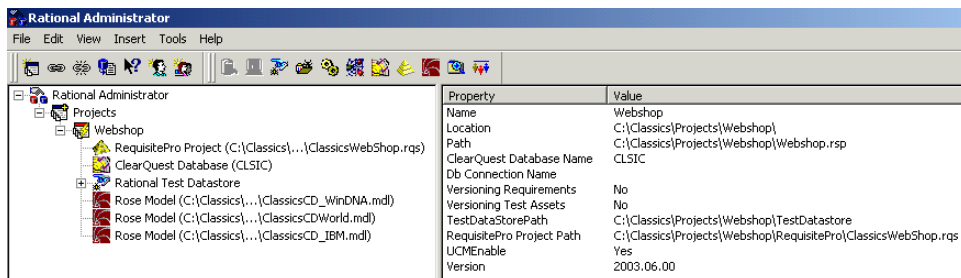 Rational Administrator
File Edit View Insert Tools Help
Rational Administrator
Projects
Webshop
RequisitePro Project (C:\Classics\...\ClassicsWebShop.rqs)
ClearQuest Database (CLSIC)
Rational Test Datastore
Rose Model (C:\Classics\...\ClassicsCD_WinDNA.mdl)
Rose Model (C:\Classics\...\ClassicsCDWorld.mdl)
Rose Model (C:\Classics\...\ClassicsCD_IBM.mdl)
Property Value
Name Webshop
Location C:\Classics\Projects\Webshop\
Path C:\Classics\Projects\Webshop\Webshop.rsp
ClearQuest Database Name CLSIC
Db Connection Name
Versioning Requirements No
Versioning Test Assets No
TestDataStorePath C:\Classics\Projects\Webshop\TestDatastore
RequisitePro Project Path C:\Classics\Projects\Webshop\RequisitePro\ClassicsWebShop.rqs
UCMEnable Yes
Version 2003.06.00